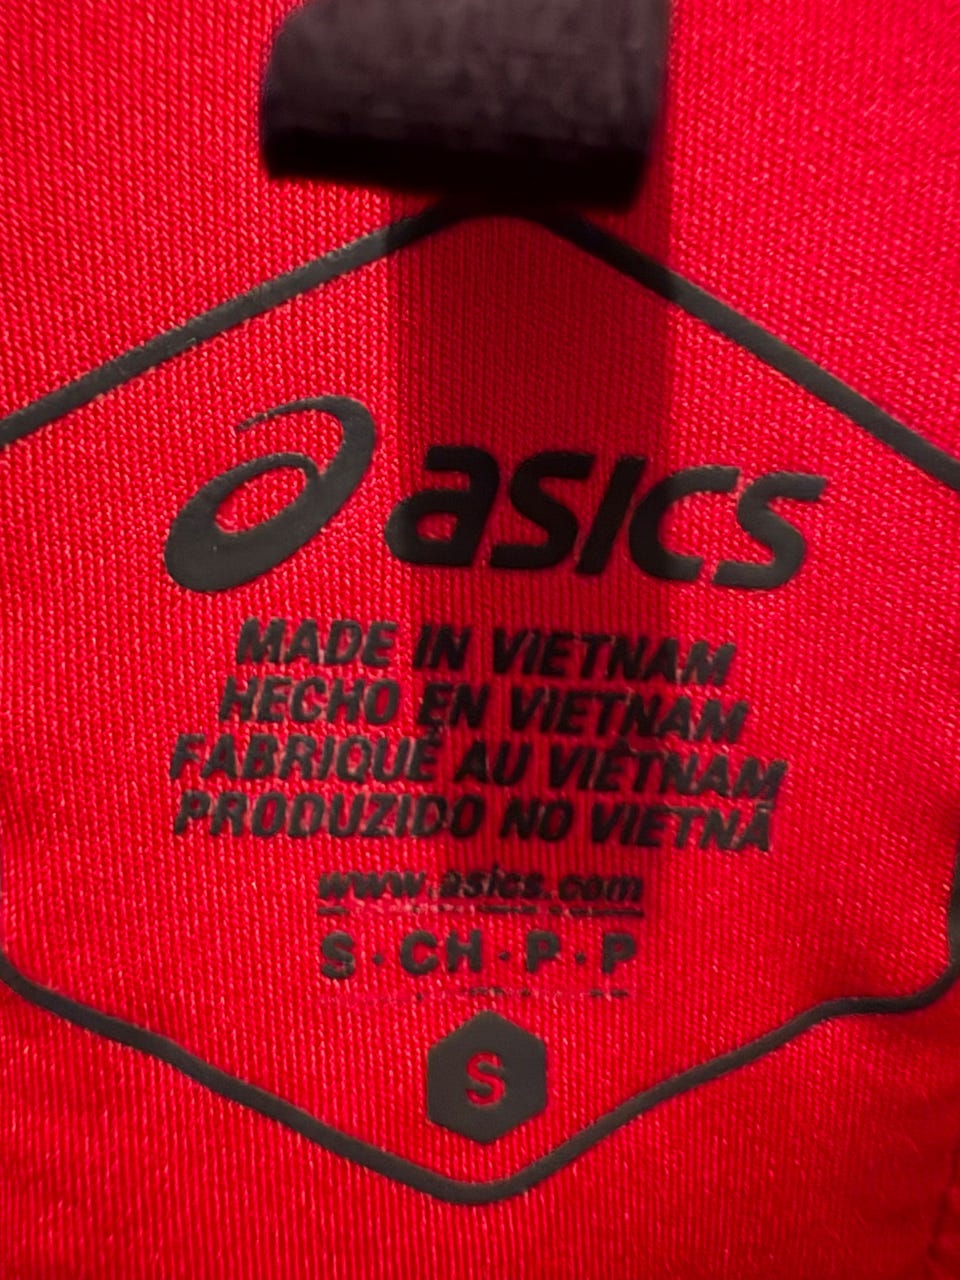 asics
MADE IN VIETNAM
HECHO EN VIETNAM
FABRIQUÉ AU VIÊTNAM
PRODUZIDO NO VIETNÃ
www.asics.com
S·CH·P·P
S